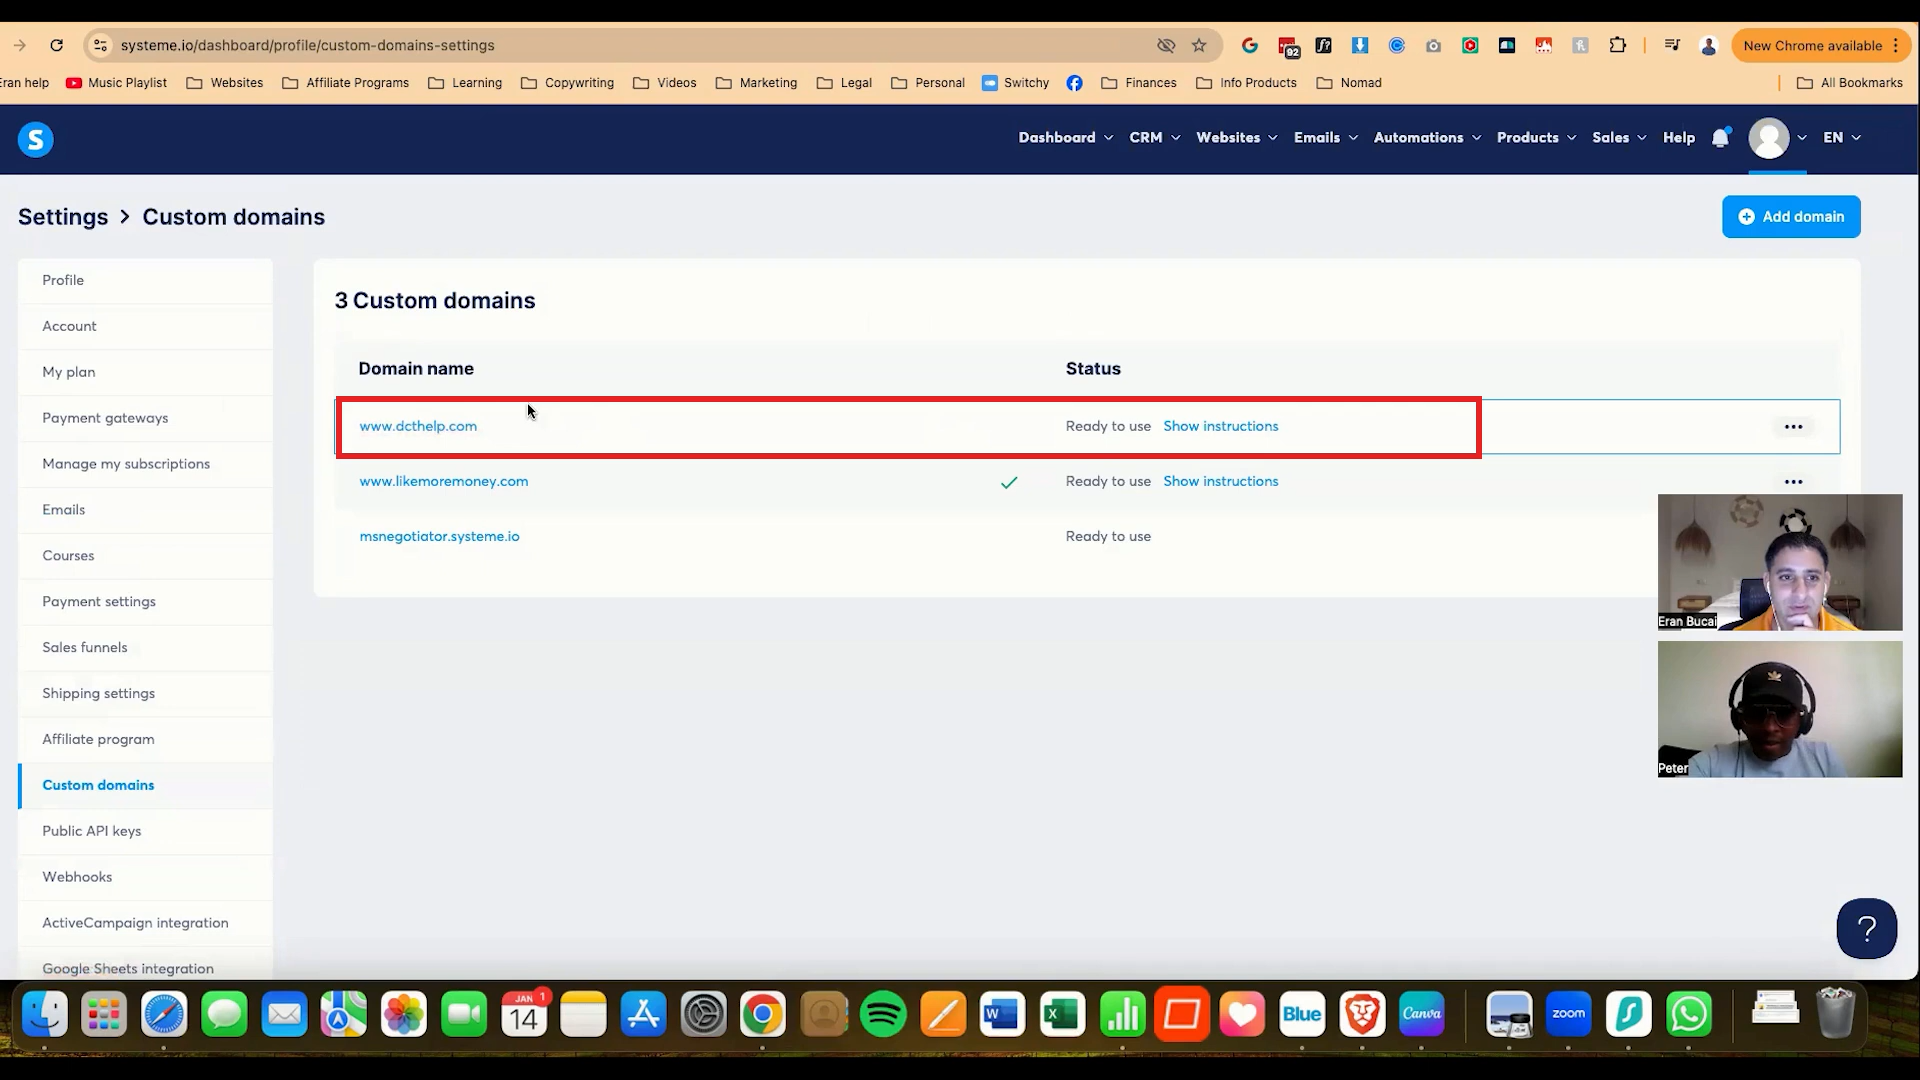 systeme.io/dashboard/profile/custom-domains-settings
92
f?
New Chrome available
Eran help
Music Playlist
Websites
Affiliate Programs
Learning
Copywriting
Videos
Marketing
Legal
Personal
Switchy
Finances
Info Products
Nomad
All Bookmarks
S
Dashboard
CRM
Websites
Emails
Automations
Products
Sales
Help
EN
Settings > Custom domains
Add domain
Profile
Account
My plan
Payment gateways
Manage my subscriptions
Emails
Courses
Payment settings
Sales funnels
Shipping settings
Affiliate program
Custom domains
Public API keys
Webhooks
ActiveCampaign integration
Google Sheets integration
3 Custom domains
Domain name Status
www.dcthelp.com Ready to use Show instructions
www.likemoremoney.com Ready to use Show instructions
msnegotiator.systeme.io Ready to use
Eran Bucai
Peter
?
JAN 1
14
W
X
Blue
Canva
zoom